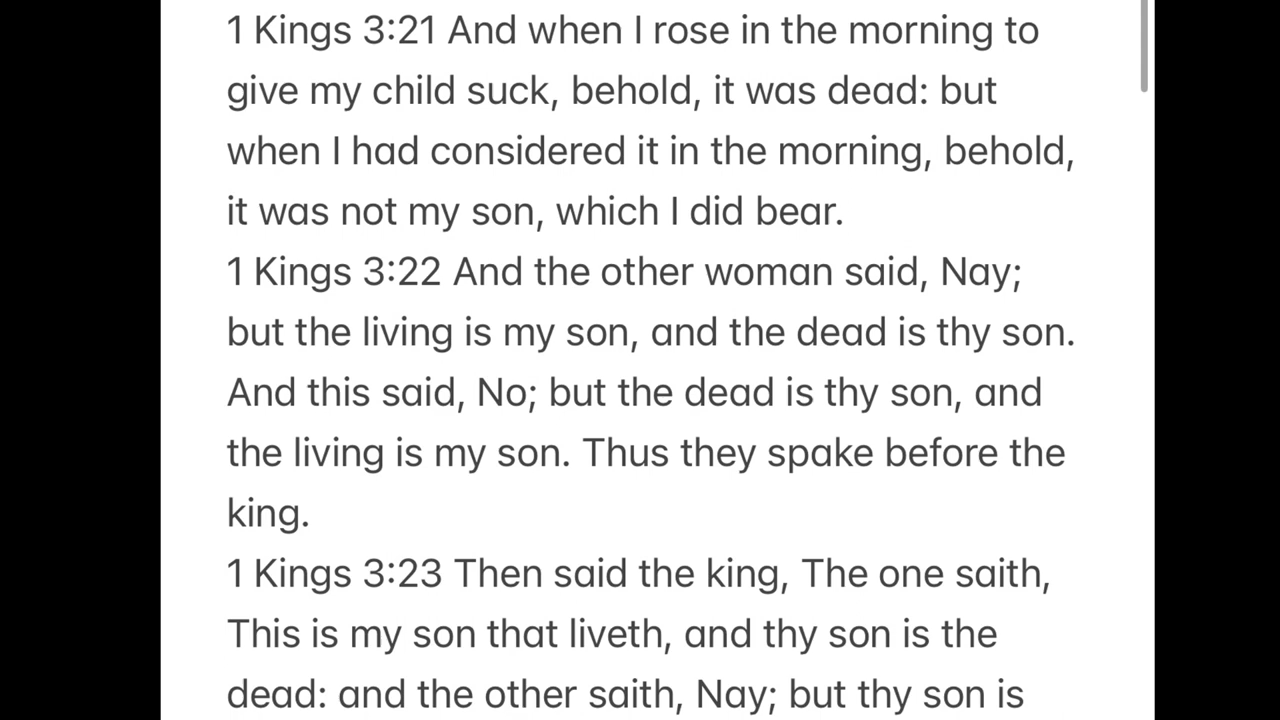 1 Kings 3:21 And when I rose in the morning to
give my child suck, behold, it was dead: but
when I had considered it in the morning, behold,
it was not my son, which I did bear.
1 Kings 3:22 And the other woman said, Nay;
but the living is my son, and the dead is thy son.
And this said, No; but the dead is thy son, and
the living is my son. Thus they spake before the
king.
1 Kings 3:23 Then said the king, The one saith,
This is my son that liveth, and thy son is the
dead: and the other saith, Nay; but thy son is